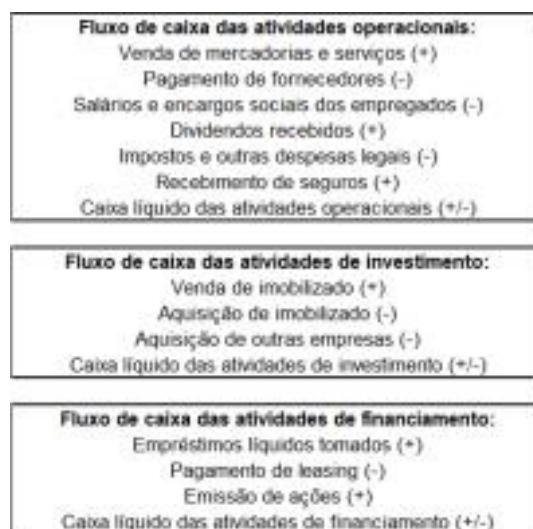 Fluxo de caixa das atividades operacionais:
Venda de mercadorias e serviços (+)
Pagamento de fornecedores (-)
Salários e encargos sociais dos empregados (-)
Dividendos recebidos (+)
Impostos e outras despesas legais (-)
Recebimento de seguros (+)
Caixa líquido das atividades operacionais (+/-)
Fluxo de caixa das atividades de investimento:
Venda de imobilizado (+)
Aquisição de imobilizado (-)
Aquisição de outras empresas (-)
Caixa líquido das atividades de investimento (+/-)
Fluxo de caixa das atividades de financiamento:
Empréstimos líquidos tomados (+)
Pagamento de leasing (-)
Emissão de ações (+)
Caixa líquido das atividades de financiamento (+/-)